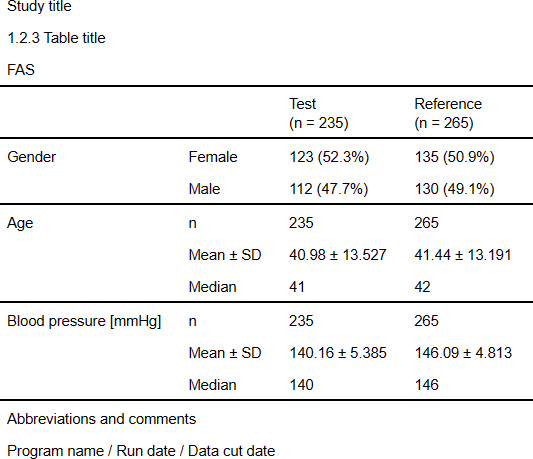 Study title
1.2.3 Table title
FAS
Test Reference
(n = 235) (n = 265)
Gender Female 123 (52.3%) 135 (50.9%)
Male 112 (47.7%) 130 (49.1%)
Age n 235 265
Mean ± SD 40.98 ± 13.527 41.44 ± 13.191
Median 41 42
Blood pressure [mmHg] n 235 265
Mean ± SD 140.16 ± 5.385 146.09 ± 4.813
Median 140 146
Abbreviations and comments
Program name / Run date / Data cut date